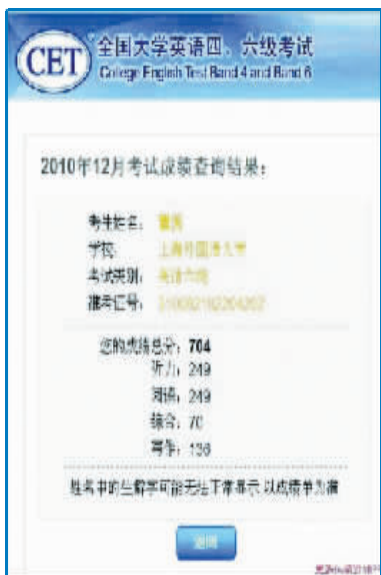 CET
全国大学英语四、六级考试
College English Test Band 4 and Band 6
2010年12月考试成绩查询结果：
考生姓名：
学校： 上海外国语大学
考试类别： 英语六级
准考证号：
您的成绩总分：704
听力：249
阅读：249
综合：70
写作：136
姓名中的生僻字可能无法正常显示,以成绩单为准
返回